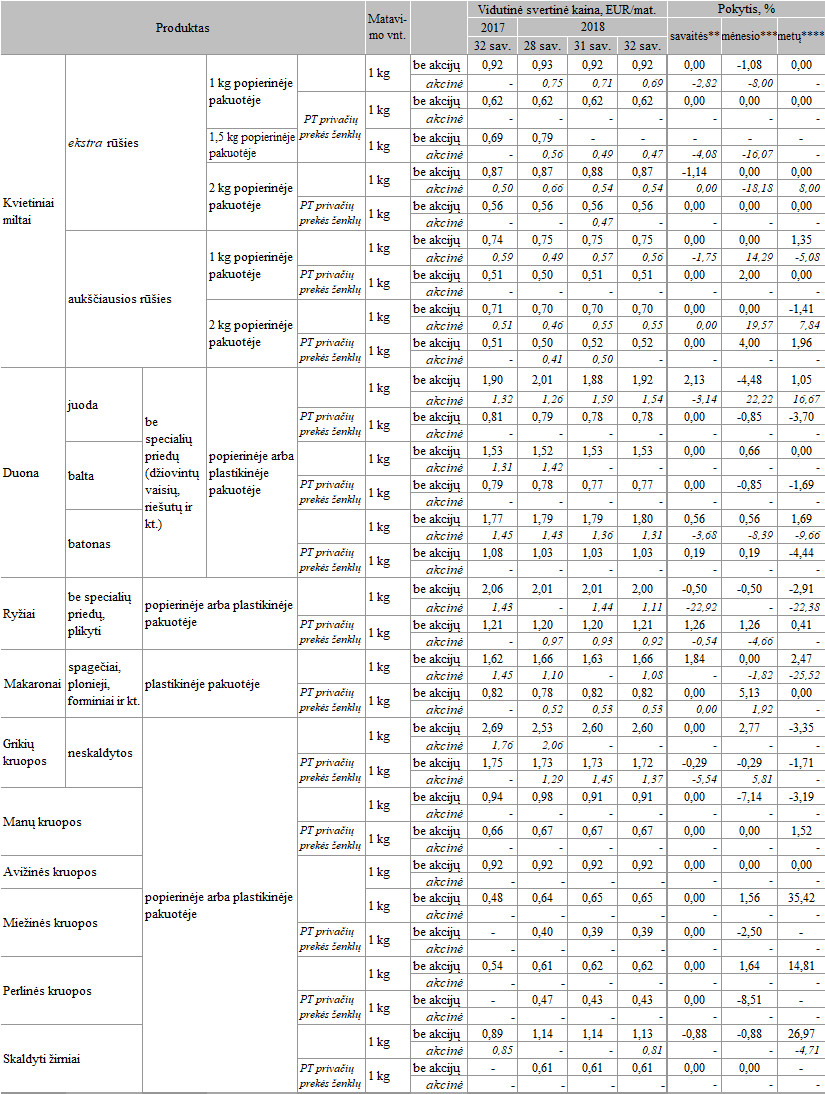 Produktas Matavi- Vidutinė svertinė kaina, EUR/mat. Pokytis, %
mo vnt. 2017 2018 savaitės** mėnesio*** metų****
32 sav. 28 sav. 31 sav. 32 sav.
Kvietiniai miltai
ekstra rūšies
1 kg popierinėje pakuotėje
1 kg be akcijų 0,92 0,93 0,92 0,92 0,00 -1,08 0,00
akcinė - 0,75 0,71 0,69 -2,82 -8,00 -
PT privačių prekės ženklų
1 kg be akcijų 0,62 0,62 0,62 0,62 0,00 0,00 0,00
akcinė - - - - - - -
1,5 kg popierinėje pakuotėje
1 kg be akcijų 0,69 0,79 - - - - -
akcinė - 0,56 0,49 0,47 -4,08 -16,07 -
2 kg popierinėje pakuotėje
1 kg be akcijų 0,87 0,87 0,88 0,87 -1,14 0,00 0,00
akcinė 0,50 0,66 0,54 0,54 0,00 -18,18 8,00
PT privačių prekės ženklų
1 kg be akcijų 0,56 0,56 0,56 0,56 0,00 0,00 0,00
akcinė - - 0,47 - - - -
aukščiausios rūšies
1 kg popierinėje pakuotėje
1 kg be akcijų 0,74 0,75 0,75 0,75 0,00 0,00 1,35
akcinė 0,59 0,49 0,57 0,56 -1,75 14,29 -5,08
PT privačių prekės ženklų
1 kg be akcijų 0,51 0,50 0,51 0,51 0,00 2,00 0,00
akcinė - - - - - - -
2 kg popierinėje pakuotėje
1 kg be akcijų 0,71 0,70 0,70 0,70 0,00 0,00 -1,41
akcinė 0,51 0,46 0,55 0,55 0,00 19,57 7,84
PT privačių prekės ženklų
1 kg be akcijų 0,51 0,50 0,52 0,52 0,00 4,00 1,96
akcinė - 0,41 0,50 - - - -
Duona
juoda
be specialių priedų (džiovintų vaisių, riešutų ir kt.)
popierinėje arba plastikinėje pakuotėje
1 kg be akcijų 1,90 2,01 1,88 1,92 2,13 -4,48 1,05
akcinė 1,32 1,26 1,59 1,54 -3,14 22,22 16,67
PT privačių prekės ženklų
1 kg be akcijų 0,81 0,79 0,78 0,78 0,00 -0,85 -3,70
akcinė - - - - - - -
balta
1 kg be akcijų 1,53 1,52 1,53 1,53 0,00 0,66 0,00
akcinė 1,31 1,42 - - - - -
PT privačių prekės ženklų
1 kg be akcijų 0,79 0,78 0,77 0,77 0,00 -0,85 -1,69
akcinė - - - - - - -
batonas
1 kg be akcijų 1,77 1,79 1,79 1,80 0,56 0,56 1,69
akcinė 1,45 1,43 1,36 1,31 -3,68 -8,39 -9,66
PT privačių prekės ženklų
1 kg be akcijų 1,08 1,03 1,03 1,03 0,19 0,19 -4,44
akcinė - - - - - - -
Ryžiai
be specialių priedų, plikyti
popierinėje arba plastikinėje pakuotėje
1 kg be akcijų 2,06 2,01 2,01 2,00 -0,50 -0,50 -2,91
akcinė 1,43 - 1,44 1,11 -22,92 - -22,38
PT privačių prekės ženklų
1 kg be akcijų 1,21 1,20 1,20 1,21 1,26 1,26 0,41
akcinė - 0,97 0,93 0,92 -0,54 -4,66 -
Makaronai
spagečiai, plonieji, forminiai ir kt.
plastikinėje pakuotėje
1 kg be akcijų 1,62 1,66 1,63 1,66 1,84 0,00 2,47
akcinė 1,45 1,10 - 1,08 - -1,82 -25,52
PT privačių prekės ženklų
1 kg be akcijų 0,82 0,78 0,82 0,82 0,00 5,13 0,00
akcinė - 0,52 0,53 0,53 0,00 1,92 -
Grikių kruopos
neskaldytos
popierinėje arba plastikinėje pakuotėje
1 kg be akcijų 2,69 2,53 2,60 2,60 0,00 2,77 -3,35
akcinė 1,76 2,06 - - - - -
PT privačių prekės ženklų
1 kg be akcijų 1,75 1,73 1,73 1,72 -0,29 -0,29 -1,71
akcinė - 1,29 1,45 1,37 -5,54 5,81 -
Manų kruopos
1 kg be akcijų 0,94 0,98 0,91 0,91 0,00 -7,14 -3,19
akcinė - - - - - - -
PT privačių prekės ženklų
1 kg be akcijų 0,66 0,67 0,67 0,67 0,00 0,00 1,52
akcinė - - - - - - -
Avižinės kruopos
1 kg be akcijų 0,92 0,92 0,92 0,92 0,00 0,00 0,00
akcinė - - - - - - -
Miežinės kruopos
1 kg be akcijų 0,48 0,64 0,65 0,65 0,00 1,56 35,42
akcinė - - - - - - -
PT privačių prekės ženklų
1 kg be akcijų - 0,40 0,39 0,39 0,00 -2,50 -
akcinė - - - - - - -
Perlinės kruopos
1 kg be akcijų 0,54 0,61 0,62 0,62 0,00 1,64 14,81
akcinė - - - - - - -
PT privačių prekės ženklų
1 kg be akcijų - 0,47 0,43 0,43 0,00 -8,51 -
akcinė - - - - - - -
Skaldyti žirniai
1 kg be akcijų 0,89 1,14 1,14 1,13 -0,88 -0,88 26,97
akcinė 0,85 - - 0,81 - - -4,71
PT privačių prekės ženklų
1 kg be akcijų - 0,61 0,61 0,61 0,00 0,00 -
akcinė - - - - - - -